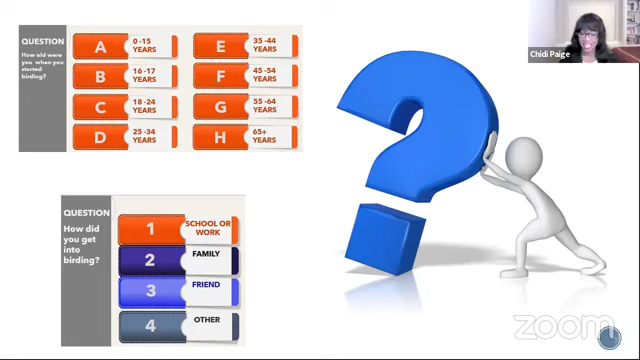 QUESTION
How old were
you when you
started
birding?
A
0 -15
YEARS
B
16 -17
YEARS
C
18 -24
YEARS
D
25 -34
YEARS
E
35 -44
YEARS
F
45 -54
YEARS
G
55 -64
YEARS
H
65+
YEARS
Chidi Paige
QUESTION
How did
you get
into
birding?
1
SCHOOL OR
WORK
2
FAMILY
3
FRIEND
4
OTHER
zoom